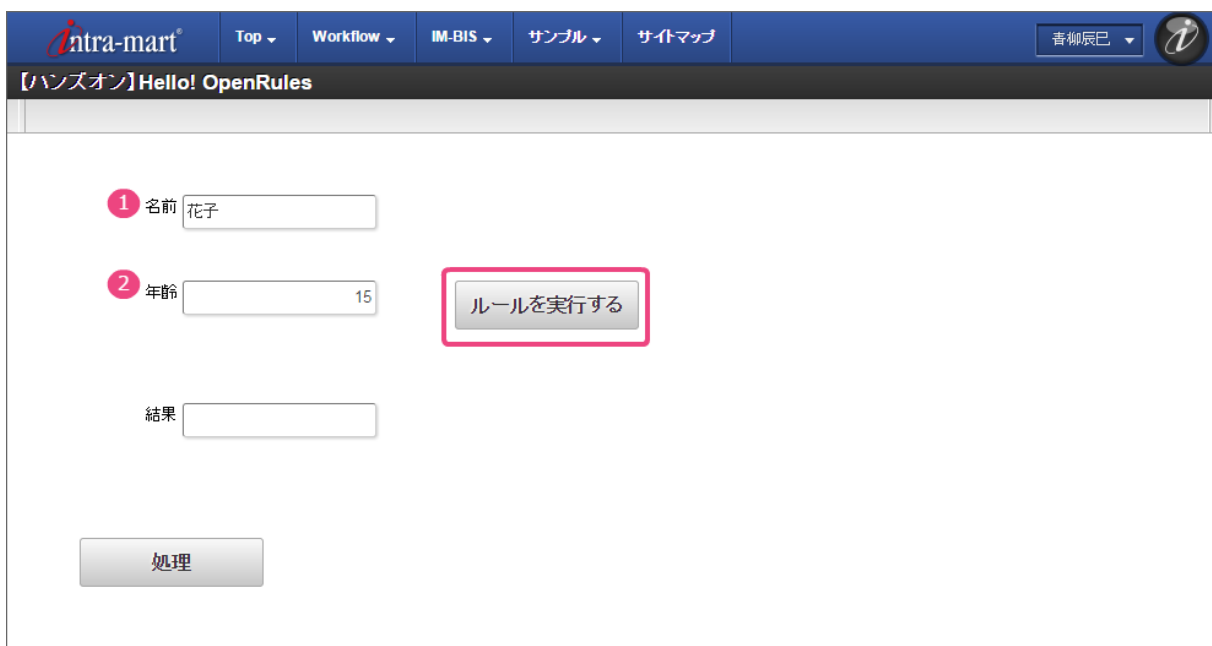 intra-mart® Top Workflow IM-BIS サンプル サイトマップ 青柳辰巳
【ハンズオン】Hello! OpenRules
1 名前 花子
2 年齢 15 ルールを実行する
結果
処理